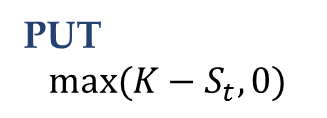 PUT
max(K − Sₜ, 0)